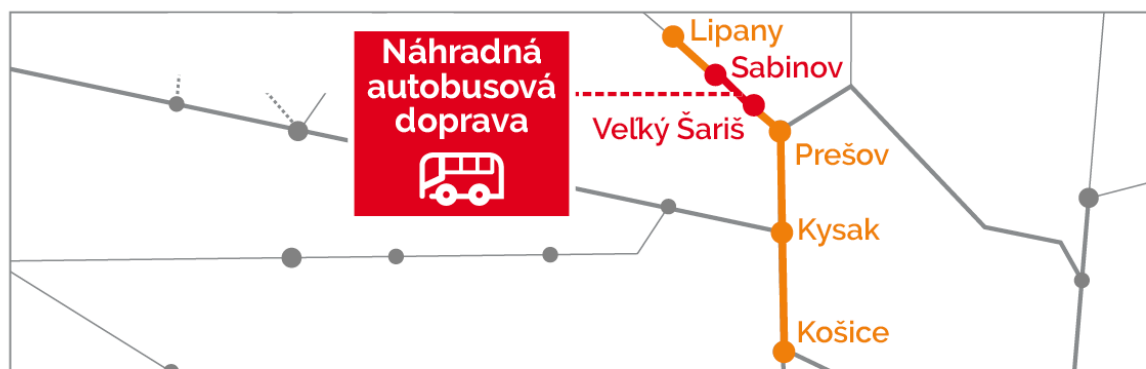 Náhradná
autobusová
doprava
Lipany
Sabinov
Veľký Šariš
Prešov
Kysak
Košice